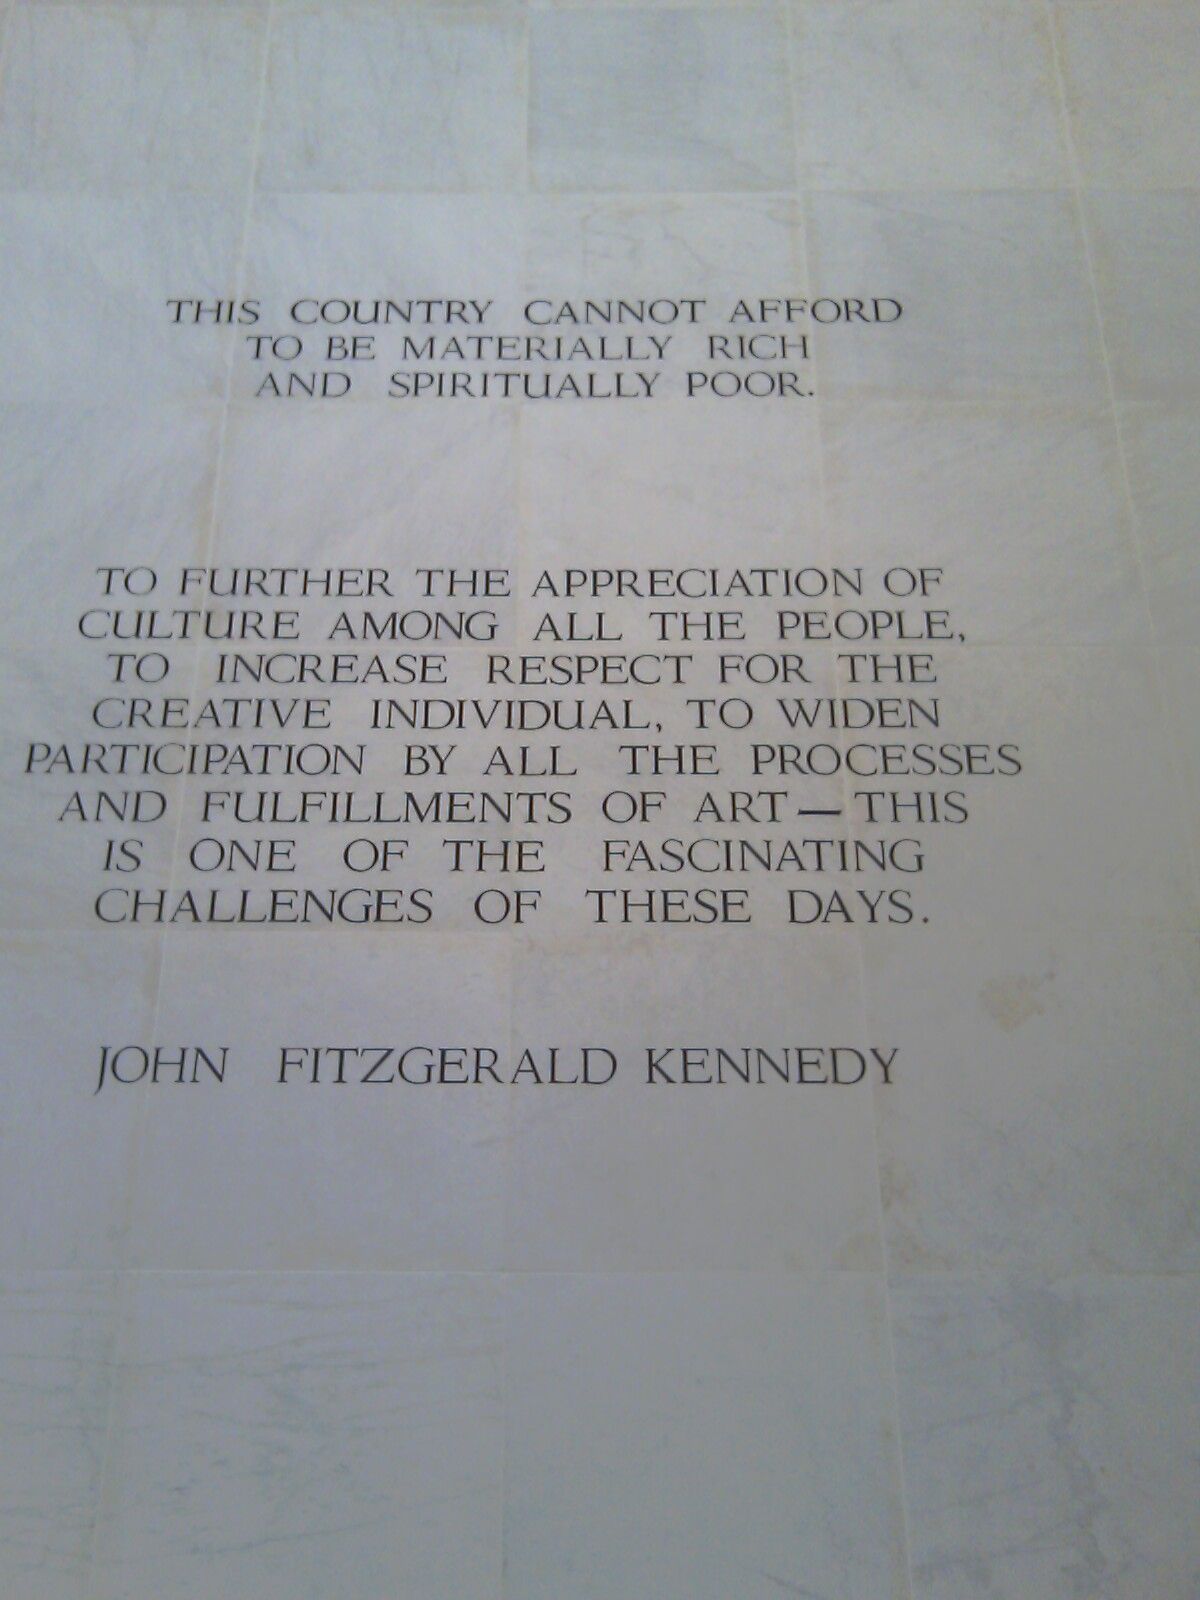 THIS COUNTRY CANNOT AFFORD
TO BE MATERIALLY RICH
AND SPIRITUALLY POOR.
TO FURTHER THE APPRECIATION OF
CULTURE AMONG ALL THE PEOPLE,
TO INCREASE RESPECT FOR THE
CREATIVE INDIVIDUAL, TO WIDEN
PARTICIPATION BY ALL THE PROCESSES
AND FULFILLMENTS OF ART — THIS
IS ONE OF THE FASCINATING
CHALLENGES OF THESE DAYS.
JOHN FITZGERALD KENNEDY